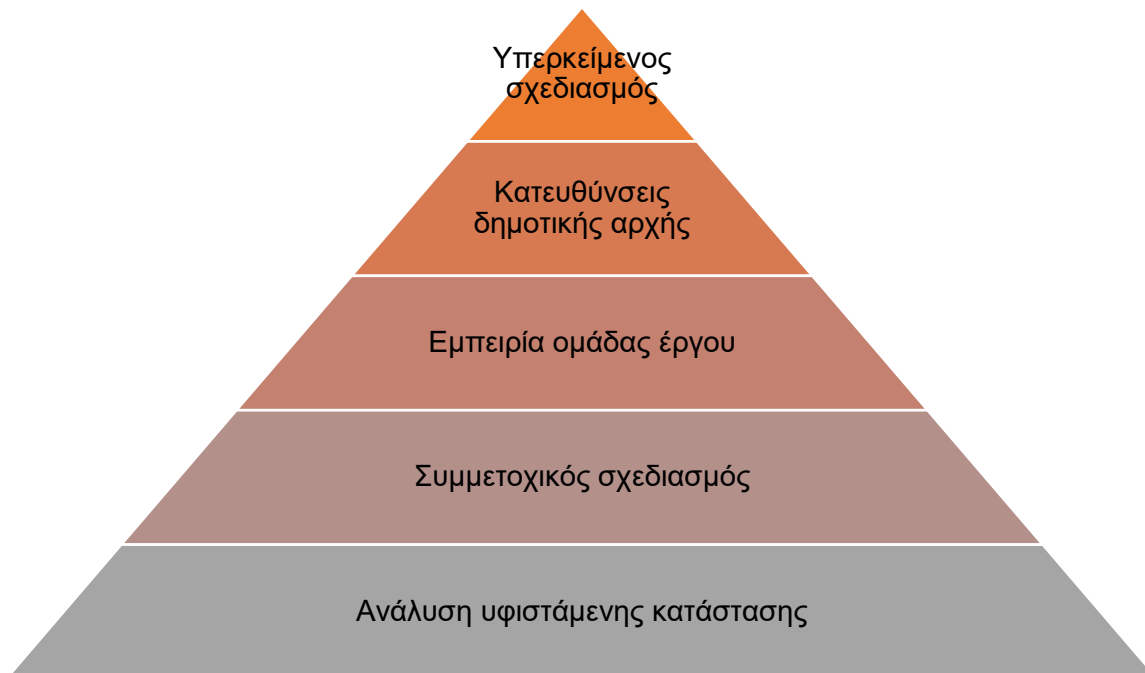 Υπερκείμενος
σχεδιασμός
Κατευθύνσεις
δημοτικής αρχής
Εμπειρία ομάδας έργου
Συμμετοχικός σχεδιασμός
Ανάλυση υφιστάμενης κατάστασης